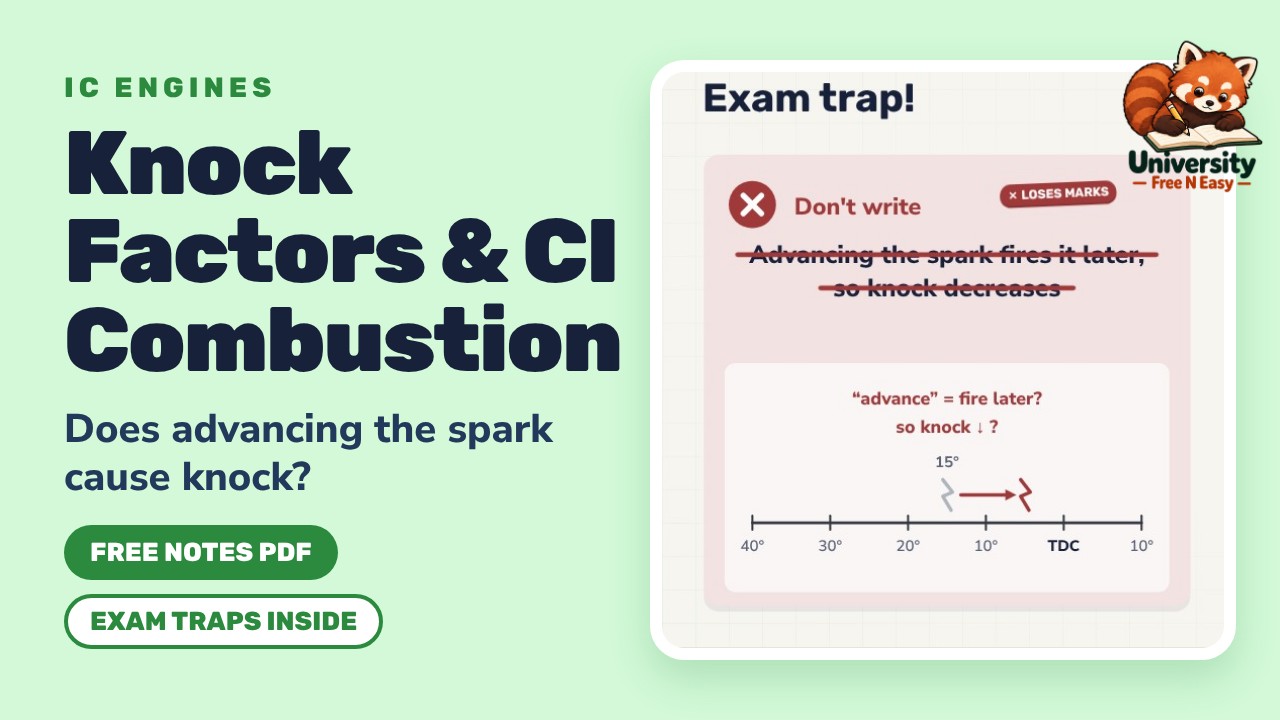 IC ENGINES
Knock
Factors & CI
Combustion
Does advancing the spark
cause knock?
FREE NOTES PDF
EXAM TRAPS INSIDE
Exam trap!
University
Free N Easy
Don't write
× LOSES MARKS
Advancing the spark fires it later,
so knock decreases
“advance” = fire later?
so knock ↓ ?
15°
40° 30° 20° 10° TDC 10°